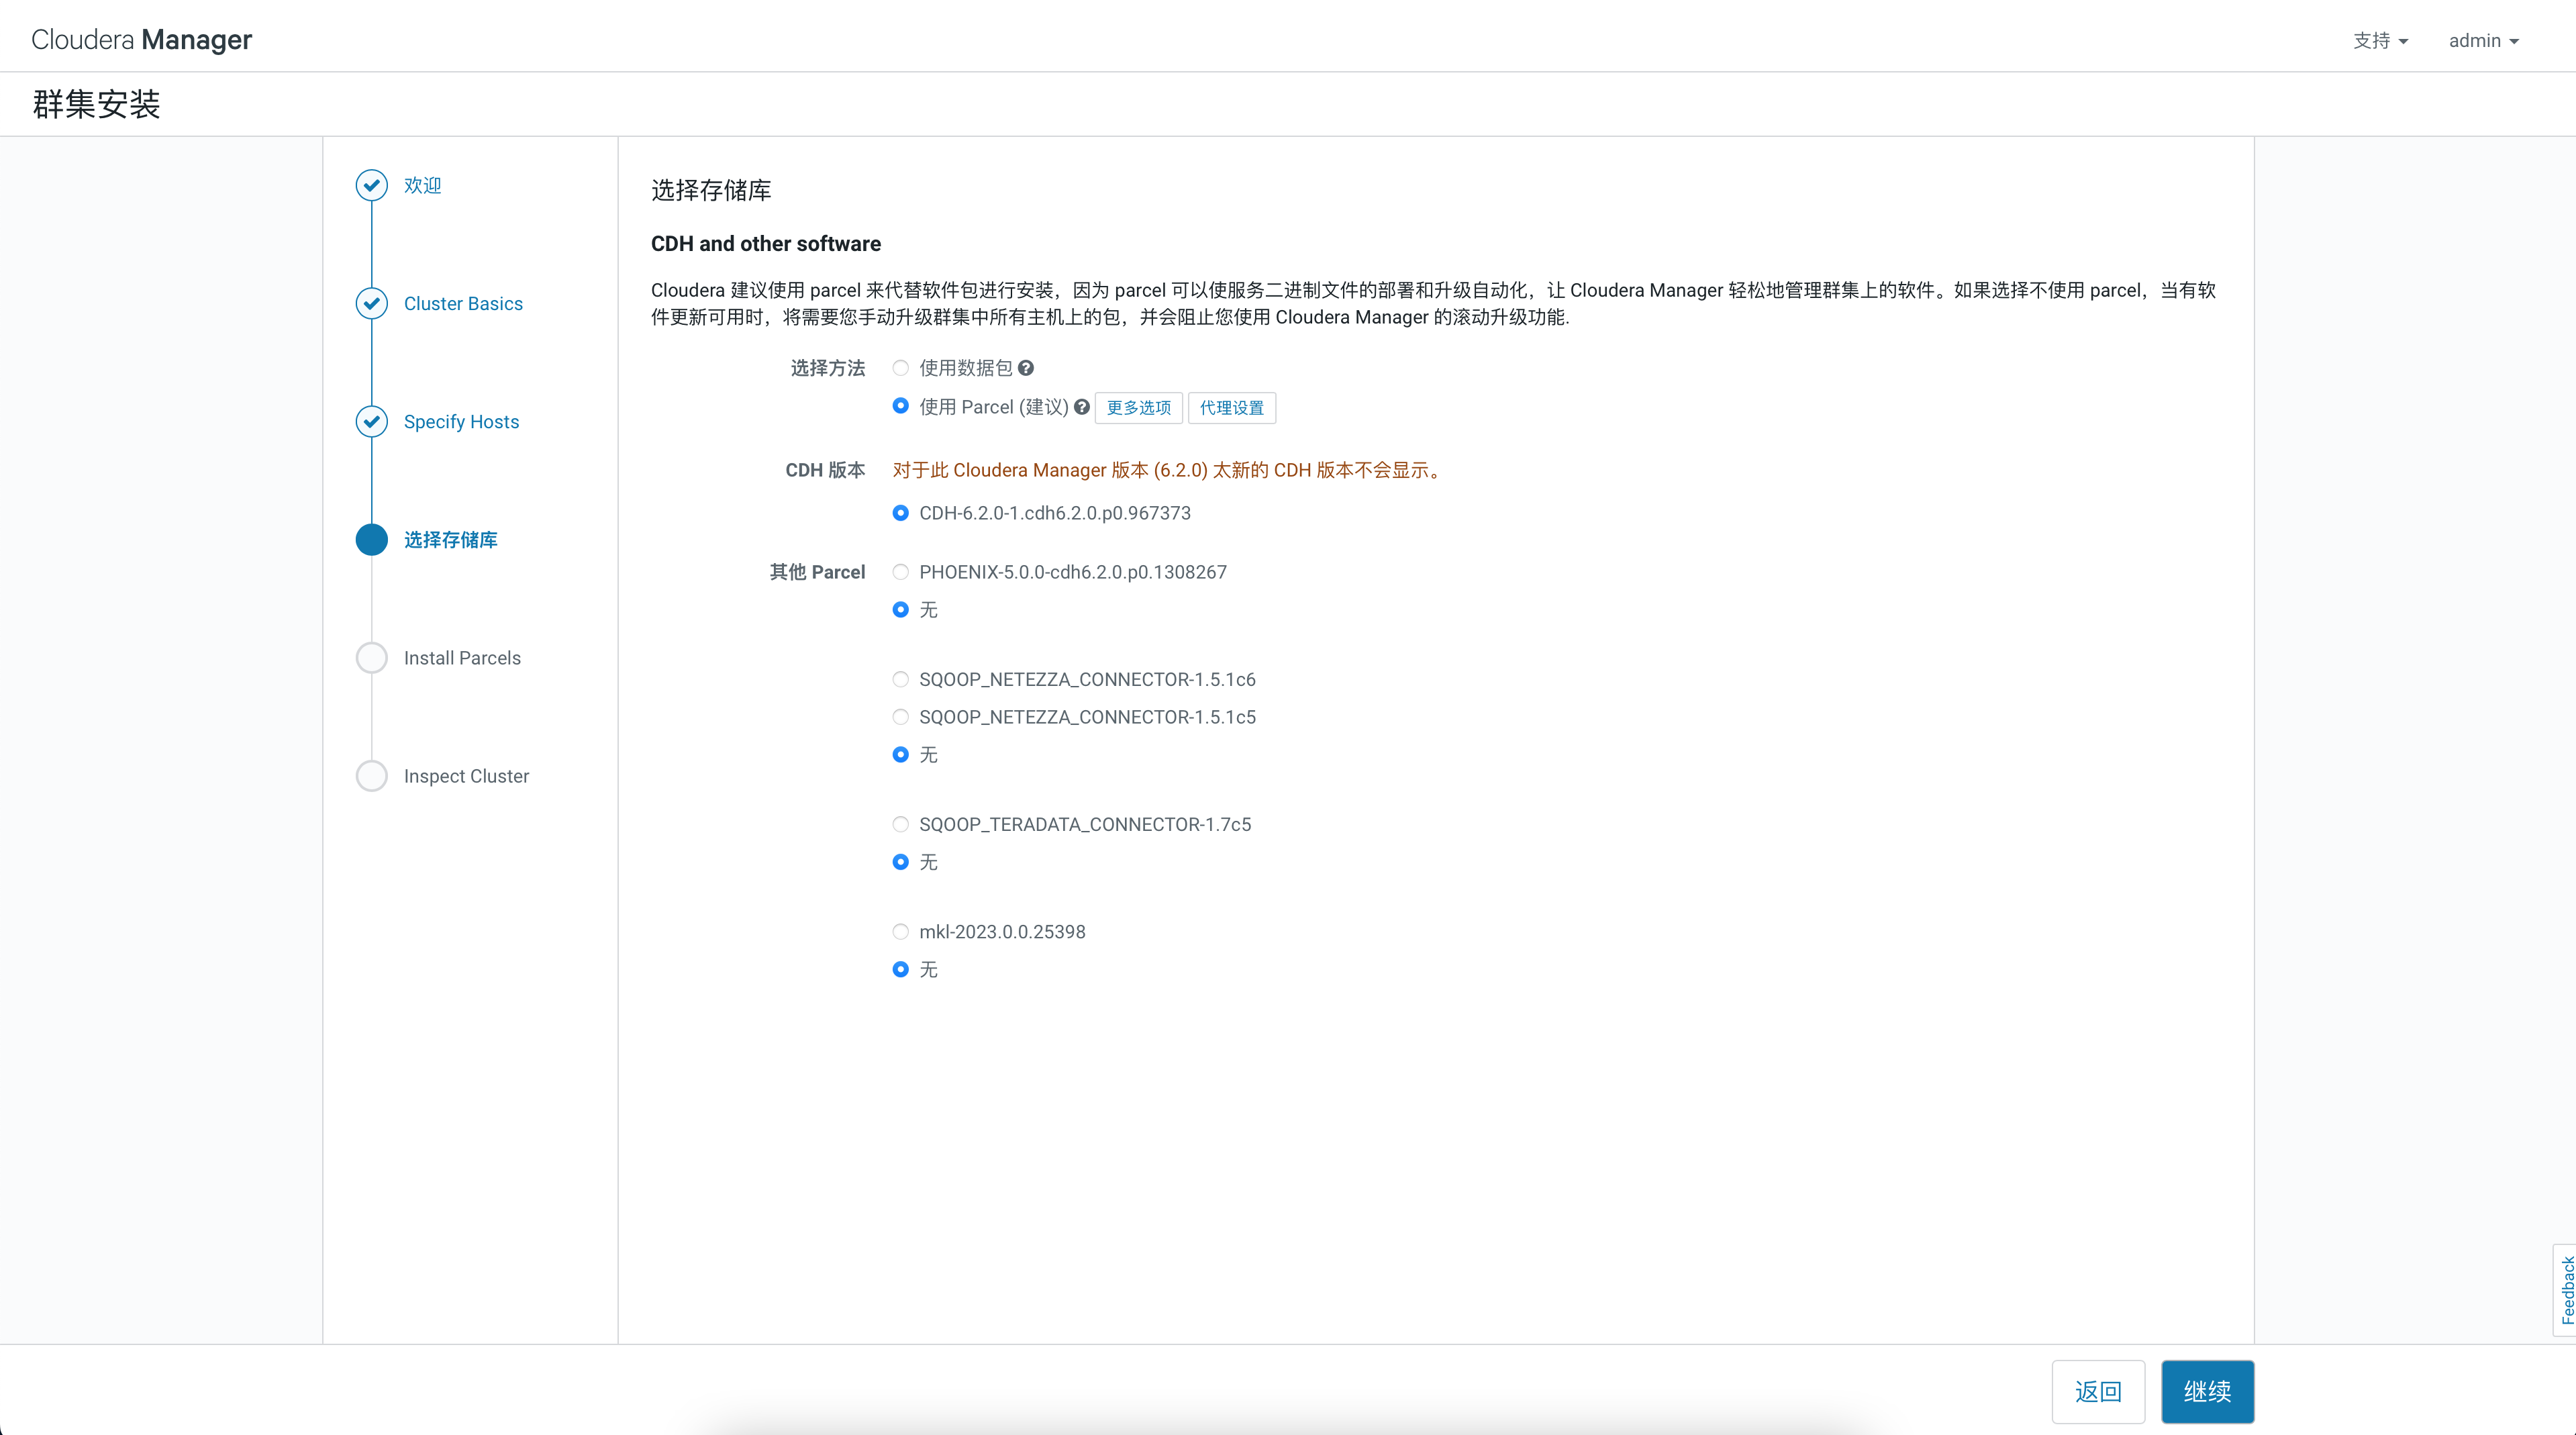 Cloudera Manager
支持
admin
群集安装
欢迎
Cluster Basics
Specify Hosts
选择存储库
Install Parcels
Inspect Cluster
选择存储库
CDH and other software
Cloudera 建议使用 parcel 来代替软件包进行安装，因为 parcel 可以使服务二进制文件的部署和升级自动化，让 Cloudera Manager 轻松地管理群集上的软件。如果选择不使用 parcel，当有软
件更新可用时，将需要您手动升级群集中所有主机上的包，并会阻止您使用 Cloudera Manager 的滚动升级功能.
选择方法 使用数据包 ?
使用 Parcel (建议) ? 更多选项 代理设置
CDH 版本 对于此 Cloudera Manager 版本 (6.2.0) 太新的 CDH 版本不会显示。
CDH-6.2.0-1.cdh6.2.0.p0.967373
其他 Parcel PHOENIX-5.0.0-cdh6.2.0.p0.1308267
无
SQOOP_NETEZZA_CONNECTOR-1.5.1c6
SQOOP_NETEZZA_CONNECTOR-1.5.1c5
无
SQOOP_TERADATA_CONNECTOR-1.7c5
无
mkl-2023.0.0.25398
无
Feedback
返回
继续